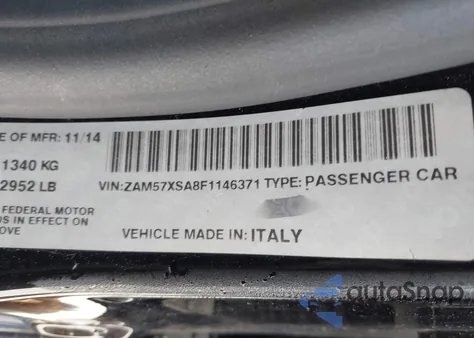 E OF MFR: 11/14
1340 KG
2952 LB
VIN:ZAM57XSA8F1146371 TYPE: PASSENGER CAR
FEDERAL MOTOR
US IN EFFECT ON
OVE
VEHICLE MADE IN: ITALY
autoSnap